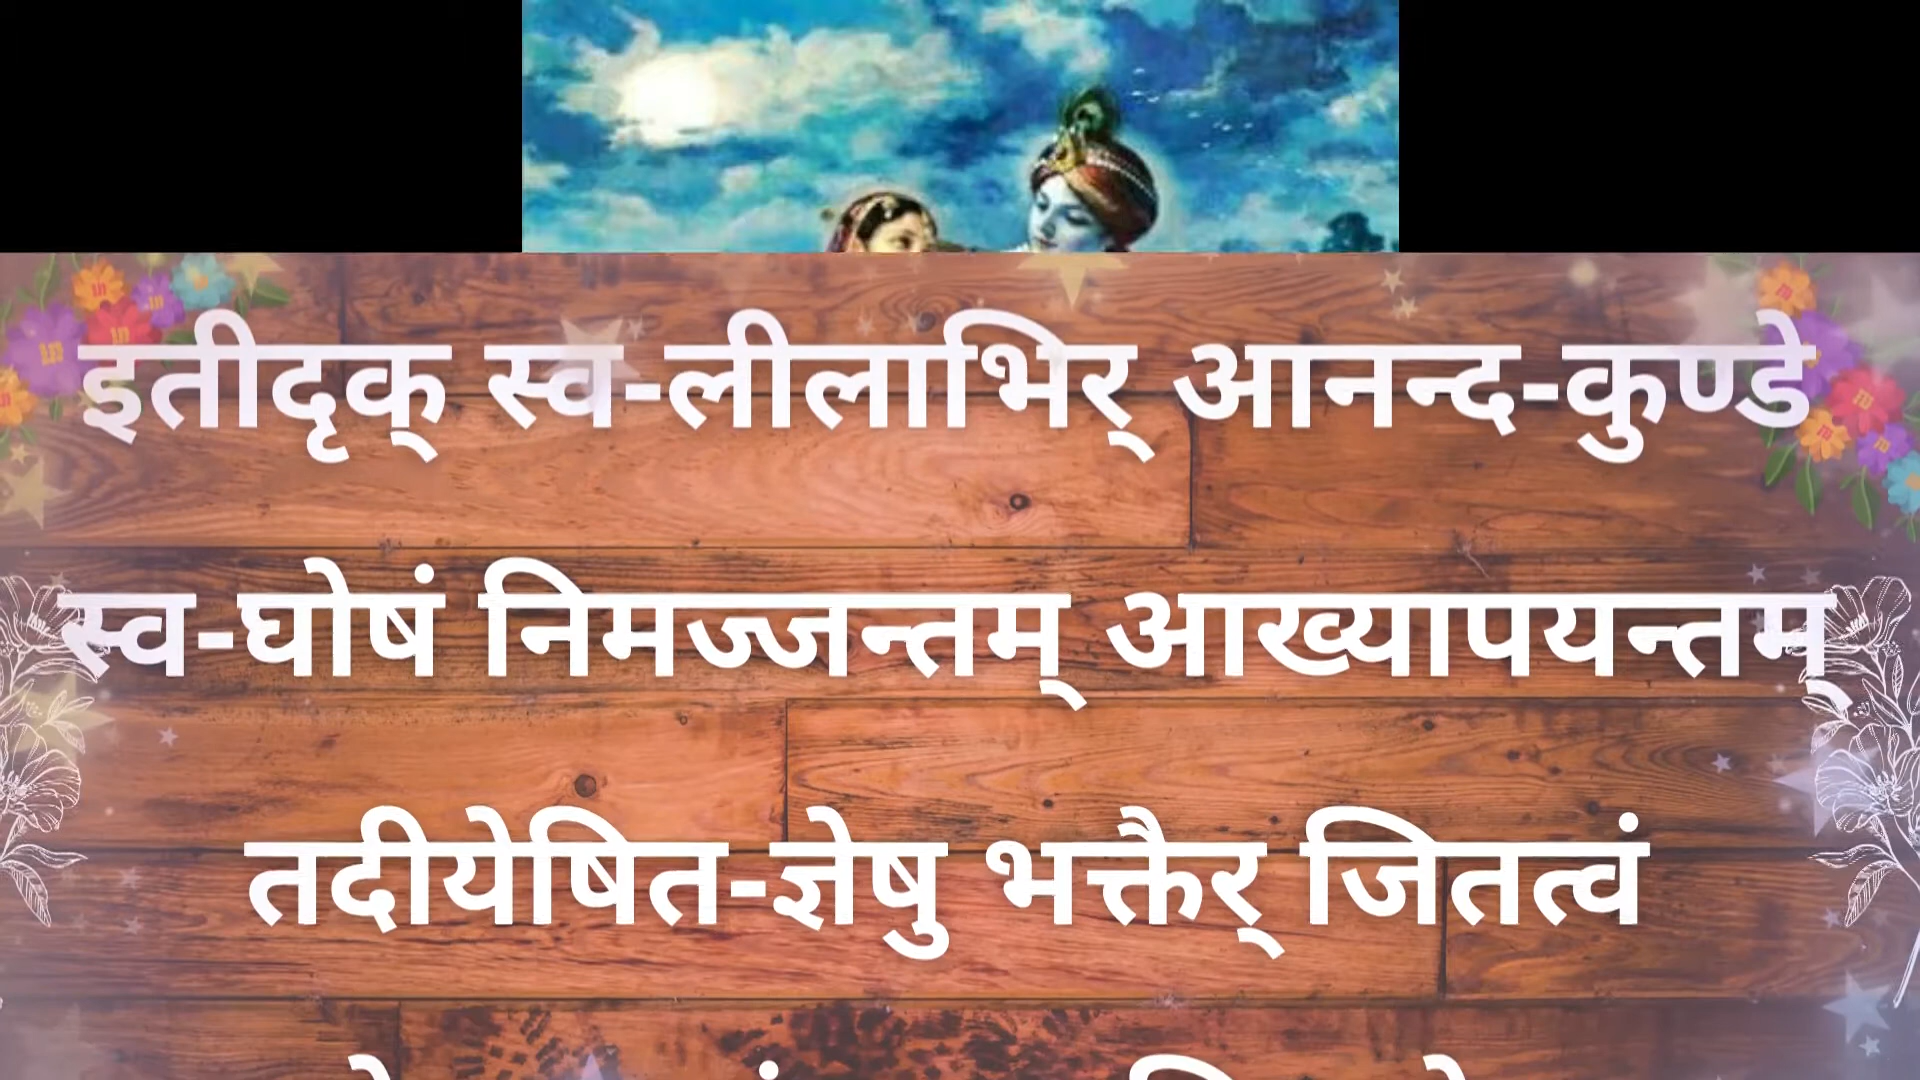 इतीदृक् स्व-लीलाभिर् आनन्द-कुण्डे
स्व-घोषं निमज्जन्तम् आख्यापयन्तम्
तदीयेषित-ज्ञेषु भक्तैर् जितत्वं